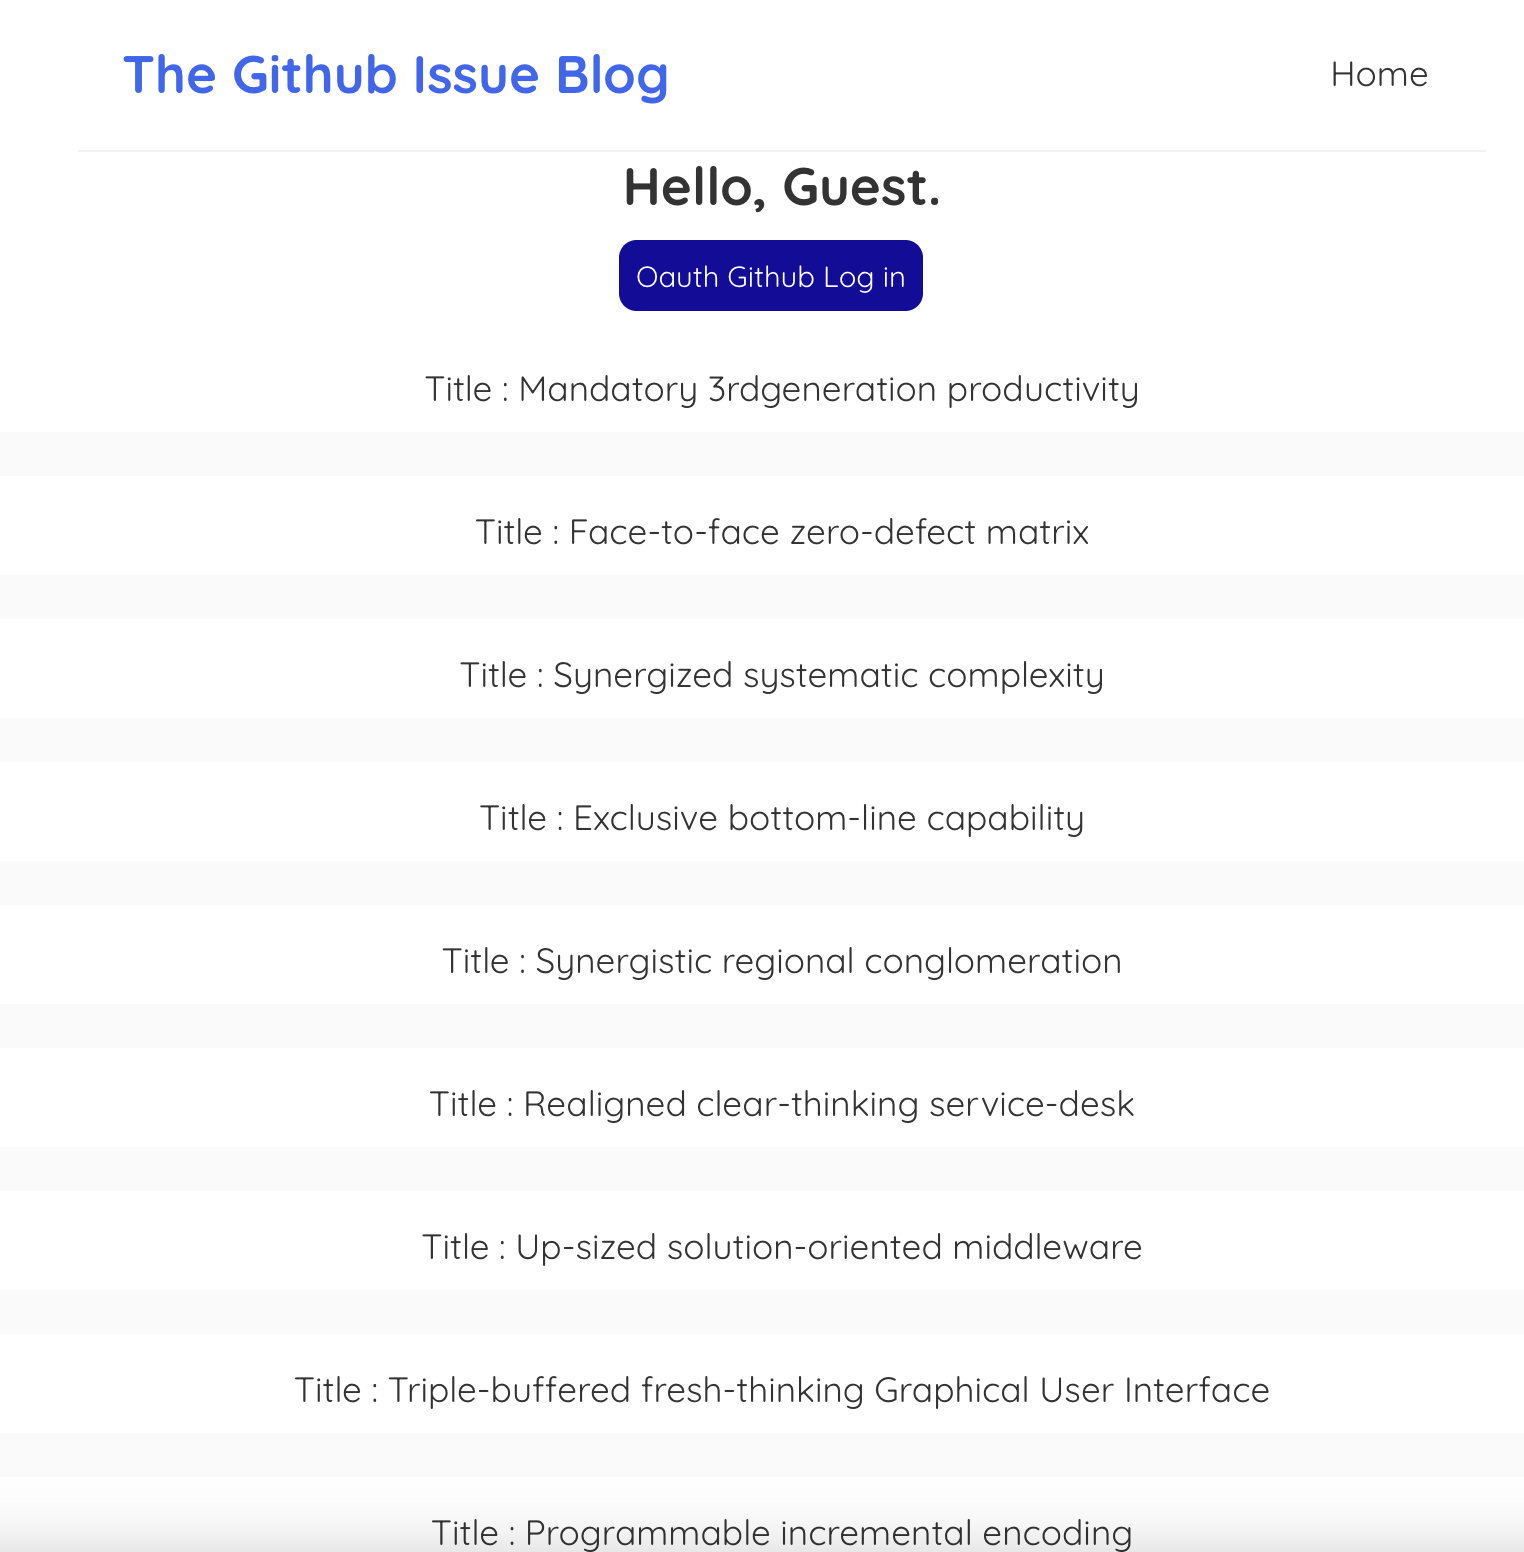 The Github Issue Blog
Home
Hello, Guest.
Oauth Github Log in
Title : Mandatory 3rdgeneration productivity
Title : Face-to-face zero-defect matrix
Title : Synergized systematic complexity
Title : Exclusive bottom-line capability
Title : Synergistic regional conglomeration
Title : Realigned clear-thinking service-desk
Title : Up-sized solution-oriented middleware
Title : Triple-buffered fresh-thinking Graphical User Interface
Title : Programmable incremental encoding